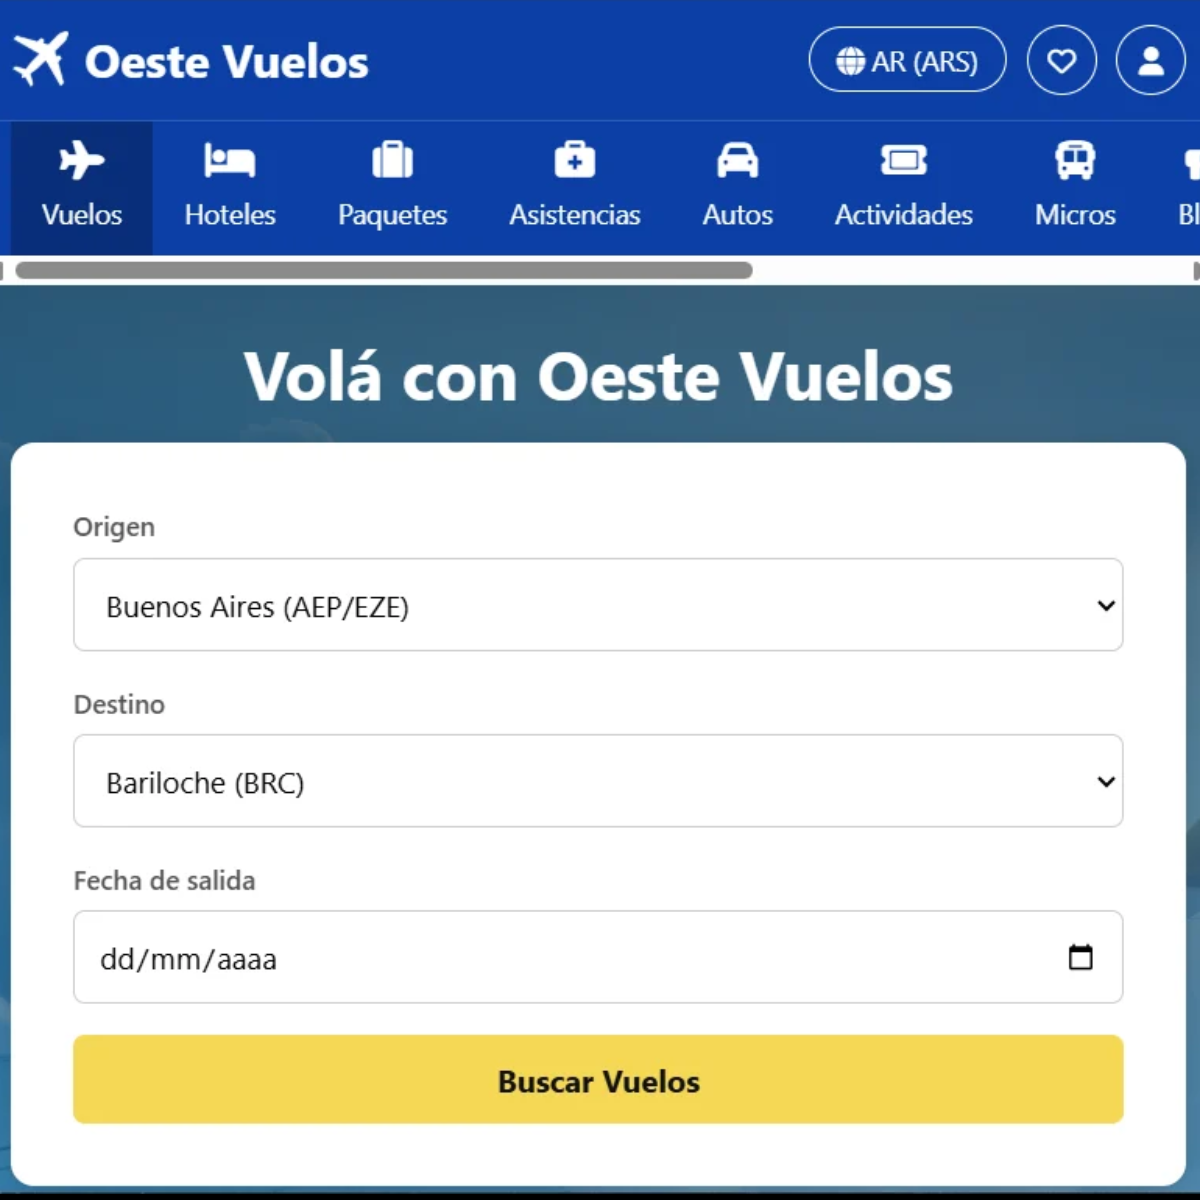 Oeste Vuelos
AR (ARS)
Vuelos
Hoteles
Paquetes
Asistencias
Autos
Actividades
Micros
Volá con Oeste Vuelos
Origen
Buenos Aires (AEP/EZE)
Destino
Bariloche (BRC)
Fecha de salida
dd/mm/aaaa
Buscar Vuelos